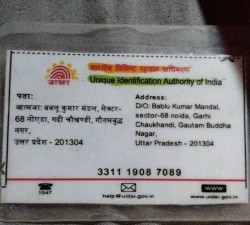 भारतीय विशिष्ट पहचान प्राधिकरण
आधार
Unique Identification Authority of India
पता:
आत्मजा: बबलू कुमार मंडल, सेक्टर-
68 नोएडा, गढ़ी चौखण्डी, गौतमबुद्ध
नगर,
उत्तर प्रदेश - 201304
Address:
D/O: Bablu Kumar Mandal,
sector-68 noida, Garhi
Chaukhandi, Gautam Buddha
Nagar,
Uttar Pradesh - 201304
3311 1908 7089
1947
help@uidai.gov.in
www
www.uidai.gov.in